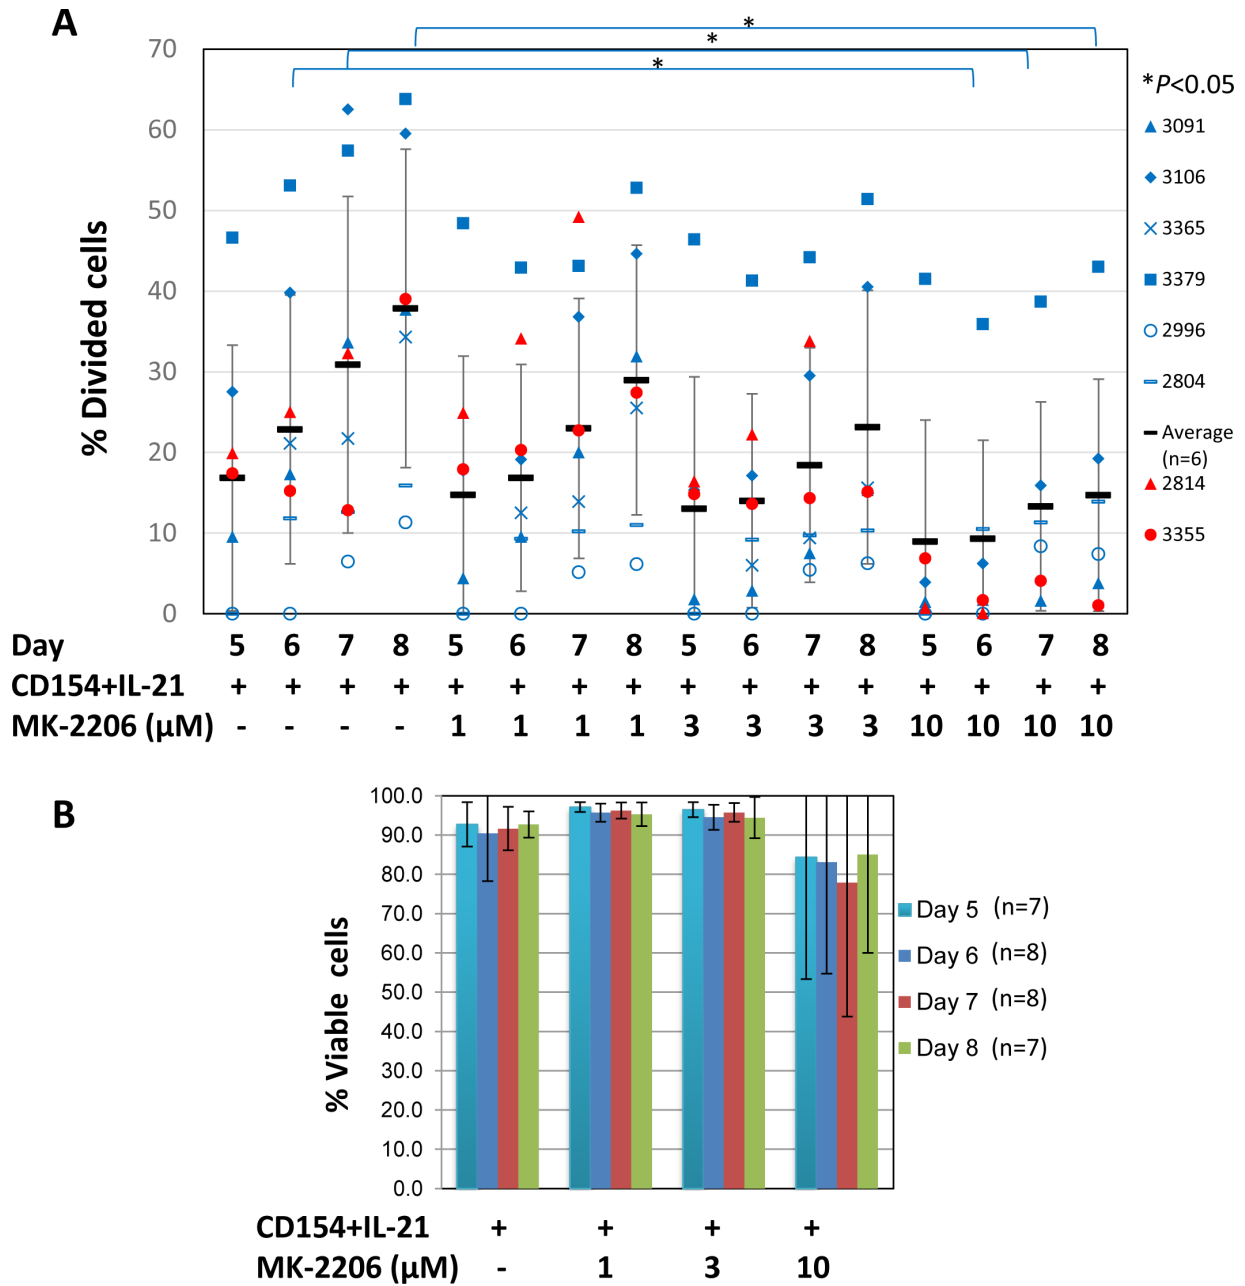 A
*
*
*
70
60
50
40
30
20
10
0
% Divided cells
*P<0.05
3091
3106
3365
3379
2996
2804
Average
(n=6)
2814
3355
Day 5 6 7 8 5 6 7 8 5 6 7 8 5 6 7 8
CD154+IL-21 + + + + + + + + + + + + + + + +
MK-2206 (μM) - - - - 1 1 1 1 3 3 3 3 10 10 10 10
B
100.0
90.0
80.0
70.0
60.0
50.0
40.0
30.0
20.0
10.0
0.0
% Viable cells
Day 5 (n=7)
Day 6 (n=8)
Day 7 (n=8)
Day 8 (n=7)
CD154+IL-21 + + + +
MK-2206 (μM) - 1 3 10